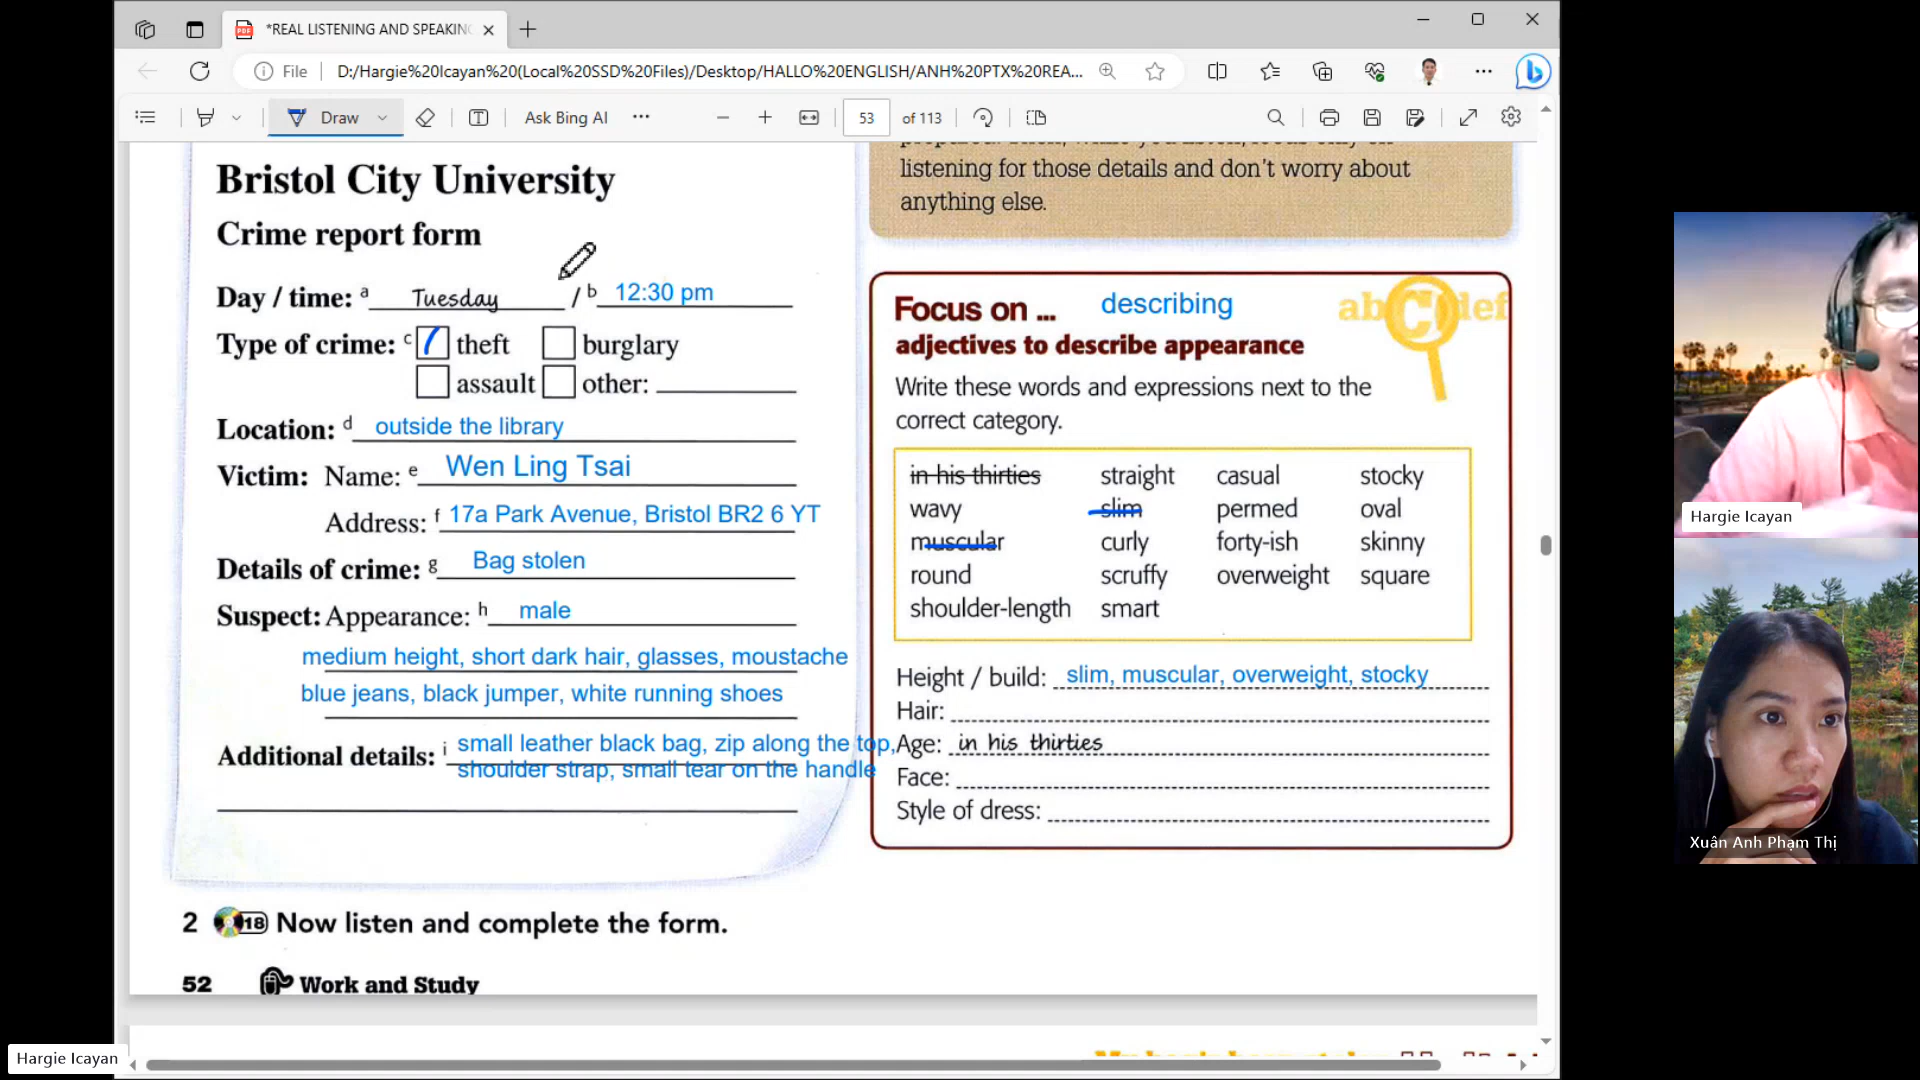 *REAL LISTENING AND SPEAKING
File
D:/Hargie%20Icayan%20(Local%20SSD%20Files)/Desktop/HALLO%20ENGLISH/ANH%20PTX%20REA...
Draw
Ask Bing AI
53 of 113
Bristol City University
Crime report form
Day / time: a Tuesday / b 12:30 pm
Type of crime: c theft burglary
assault other:
Location: d outside the library
Victim: Name: e Wen Ling Tsai
Address: f 17a Park Avenue, Bristol BR2 6 YT
Details of crime: g Bag stolen
Suspect: Appearance: h male
medium height, short dark hair, glasses, moustache
blue jeans, black jumper, white running shoes
Additional details: i small leather black bag, zip along the top,
shoulder strap, small tear on the handle
2 18 Now listen and complete the form.
52 Work and Study
listening for those details and don't worry about
anything else.
Focus on ... describing
abCdef
adjectives to describe appearance
Write these words and expressions next to the
correct category.
in his thirties straight casual stocky
wavy slim permed oval
muscular curly forty-ish skinny
round scruffy overweight square
shoulder-length smart
Height / build: slim, muscular, overweight, stocky
Hair:
Age: in his thirties
Face:
Style of dress:
Hargie Icayan
Xuân Anh Phạm Thị
Hargie Icayan